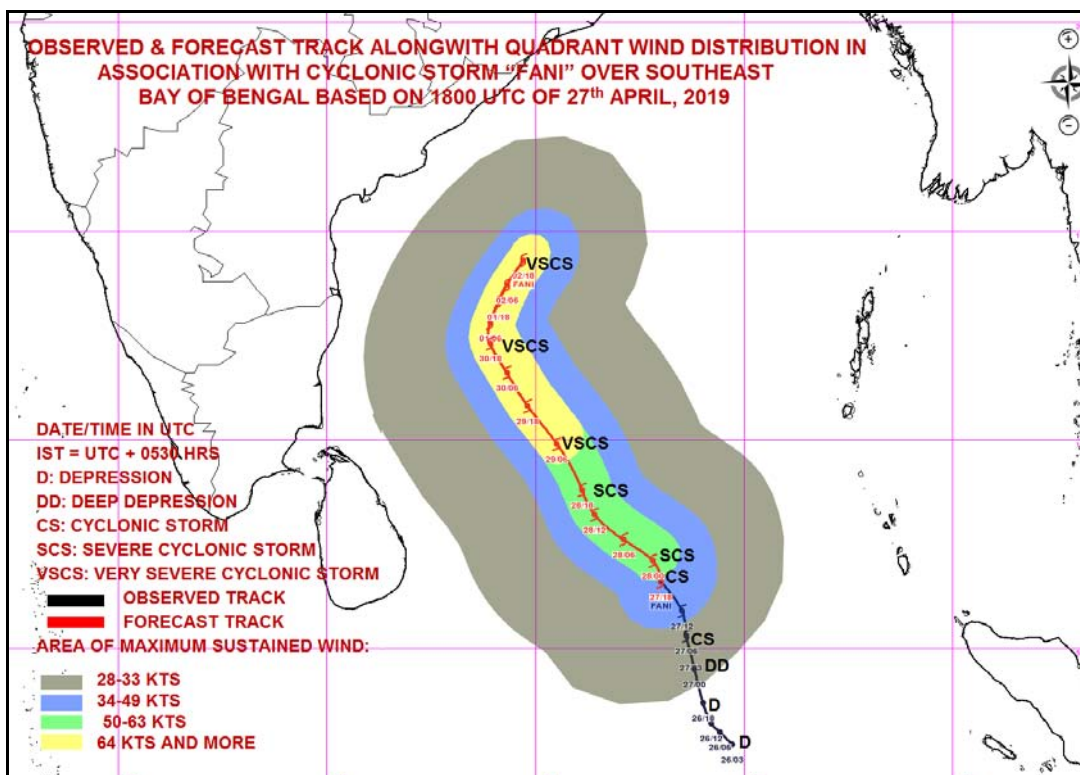 OBSERVED & FORECAST TRACK ALONGWITH QUADRANT WIND DISTRIBUTION IN
ASSOCIATION WITH CYCLONIC STORM “FANI” OVER SOUTHEAST
BAY OF BENGAL BASED ON 1800 UTC OF 27th APRIL, 2019
VSCS
02/18
FANI
02/06
01/18
01/06
VSCS
30/18
30/06
29/18
VSCS
29/06
SCS
28/18
28/12
28/06
SCS
28/00
CS
27/18
FANI
27/12
CS
27/06
27/03
DD
27/00
D
26/18
26/12
26/06
D
26/03
DATE/TIME IN UTC
IST = UTC + 0530 HRS
D: DEPRESSION
DD: DEEP DEPRESSION
CS: CYCLONIC STORM
SCS: SEVERE CYCLONIC STORM
VSCS: VERY SEVERE CYCLONIC STORM
OBSERVED TRACK
FORECAST TRACK
AREA OF MAXIMUM SUSTAINED WIND:
28-33 KTS
34-49 KTS
50-63 KTS
64 KTS AND MORE